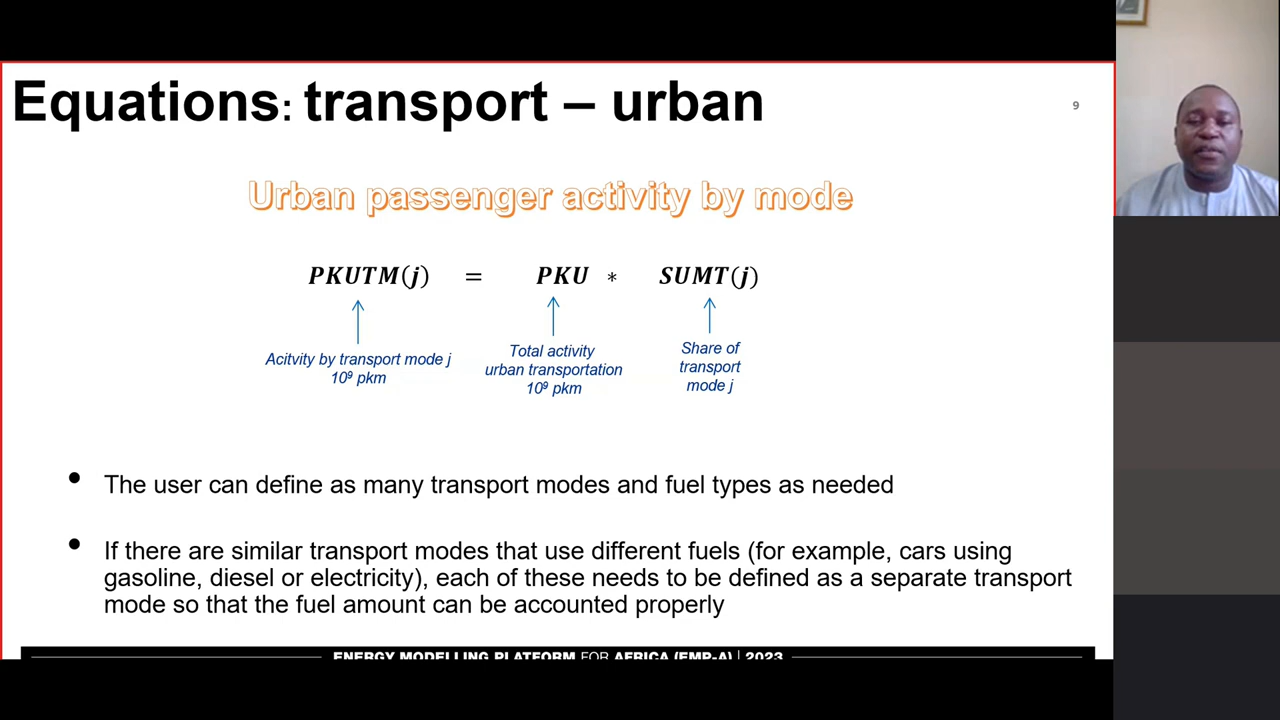 Equations: transport – urban
9
Urban passenger activity by mode
PKUTM(j) = PKU * SUMT(j)
Acitvity by transport mode j
10⁹ pkm
Total activity
urban transportation
10⁹ pkm
Share of
transport
mode j
• The user can define as many transport modes and fuel types as needed
• If there are similar transport modes that use different fuels (for example, cars using
gasoline, diesel or electricity), each of these needs to be defined as a separate transport
mode so that the fuel amount can be accounted properly
ENERGY MODELLING PLATFORM FOR AFRICA (EMP-A) | 2023